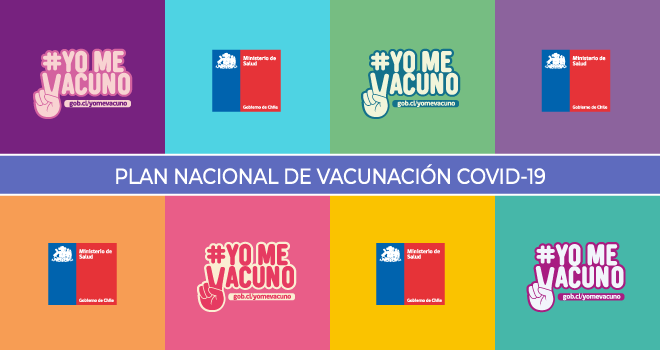 #YO ME
VACUNO
gob.cl/yomevacuno
Ministerio de
Salud
Gobierno de Chile
#YO ME
VACUNO
gob.cl/yomevacuno
Ministerio de
Salud
Gobierno de Chile
PLAN NACIONAL DE VACUNACIÓN COVID-19
Ministerio de
Salud
Gobierno de Chile
#YO ME
VACUNO
gob.cl/yomevacuno
Ministerio de
Salud
Gobierno de Chile
#YO ME
VACUNO
gob.cl/yomevacuno